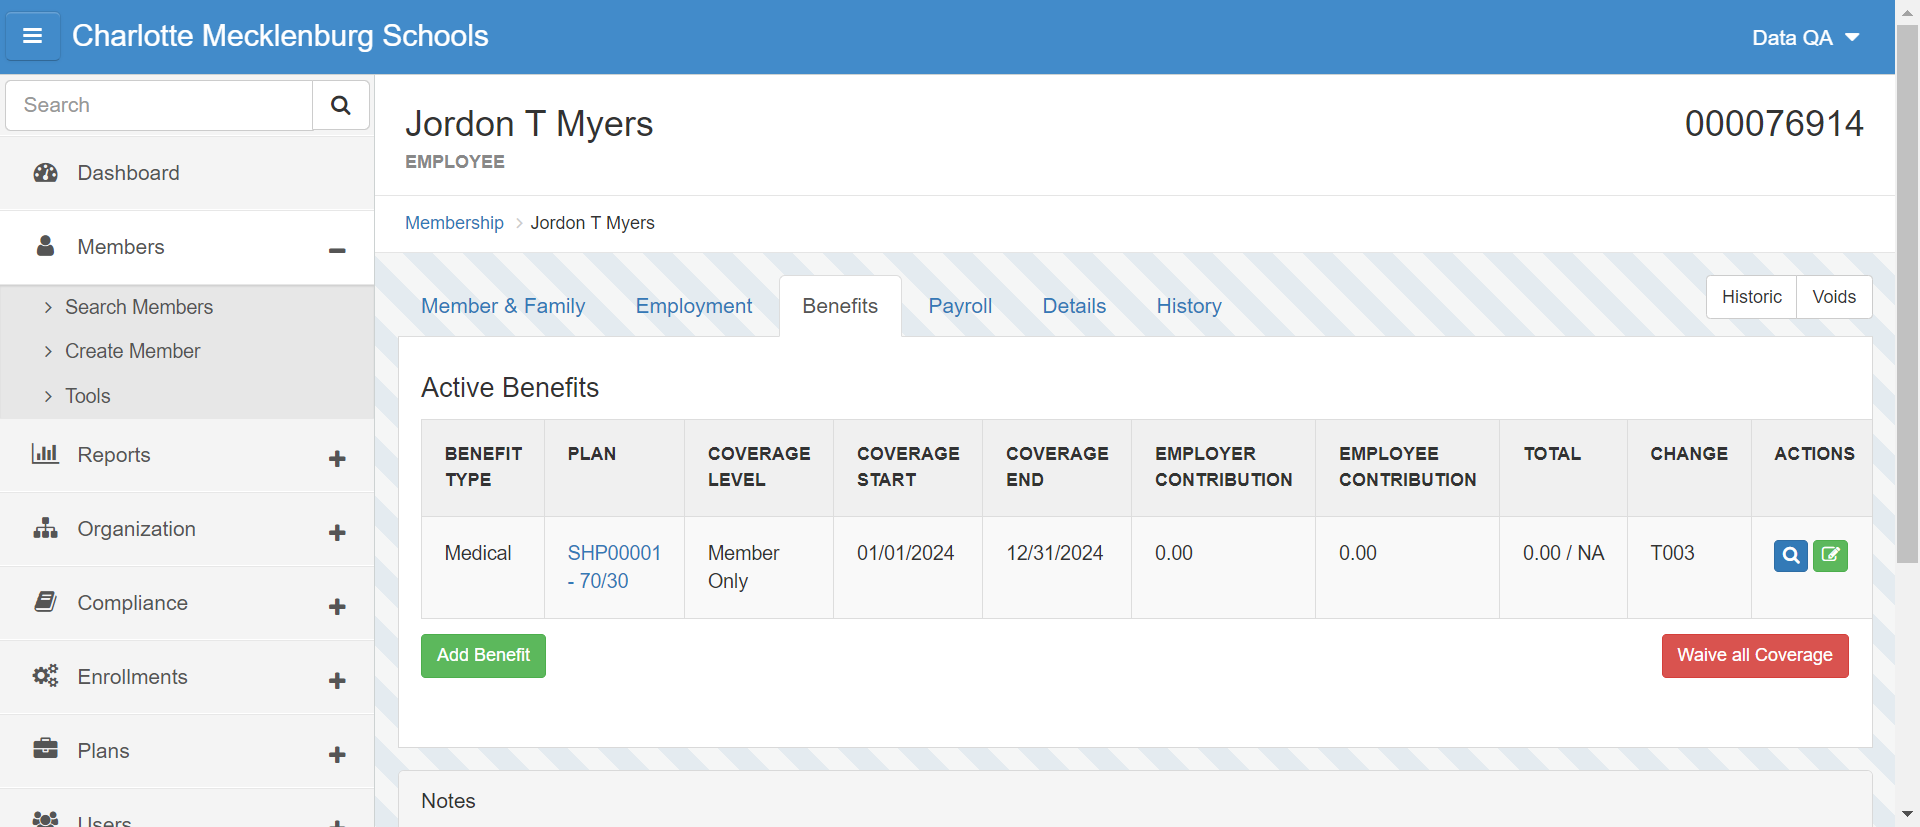 Charlotte Mecklenburg Schools
Data QA
Search
Dashboard
Members
Search Members
Create Member
Tools
Reports
Organization
Compliance
Enrollments
Plans
Users
Jordon T Myers
000076914
EMPLOYEE
Membership > Jordon T Myers
Member & Family Employment Benefits Payroll Details History
Historic Voids
Active Benefits
BENEFIT TYPE PLAN COVERAGE LEVEL COVERAGE START COVERAGE END EMPLOYER CONTRIBUTION EMPLOYEE CONTRIBUTION TOTAL CHANGE ACTIONS
Medical SHP00001 - 70/30 Member Only 01/01/2024 12/31/2024 0.00 0.00 0.00 / NA T003
Add Benefit
Waive all Coverage
Notes